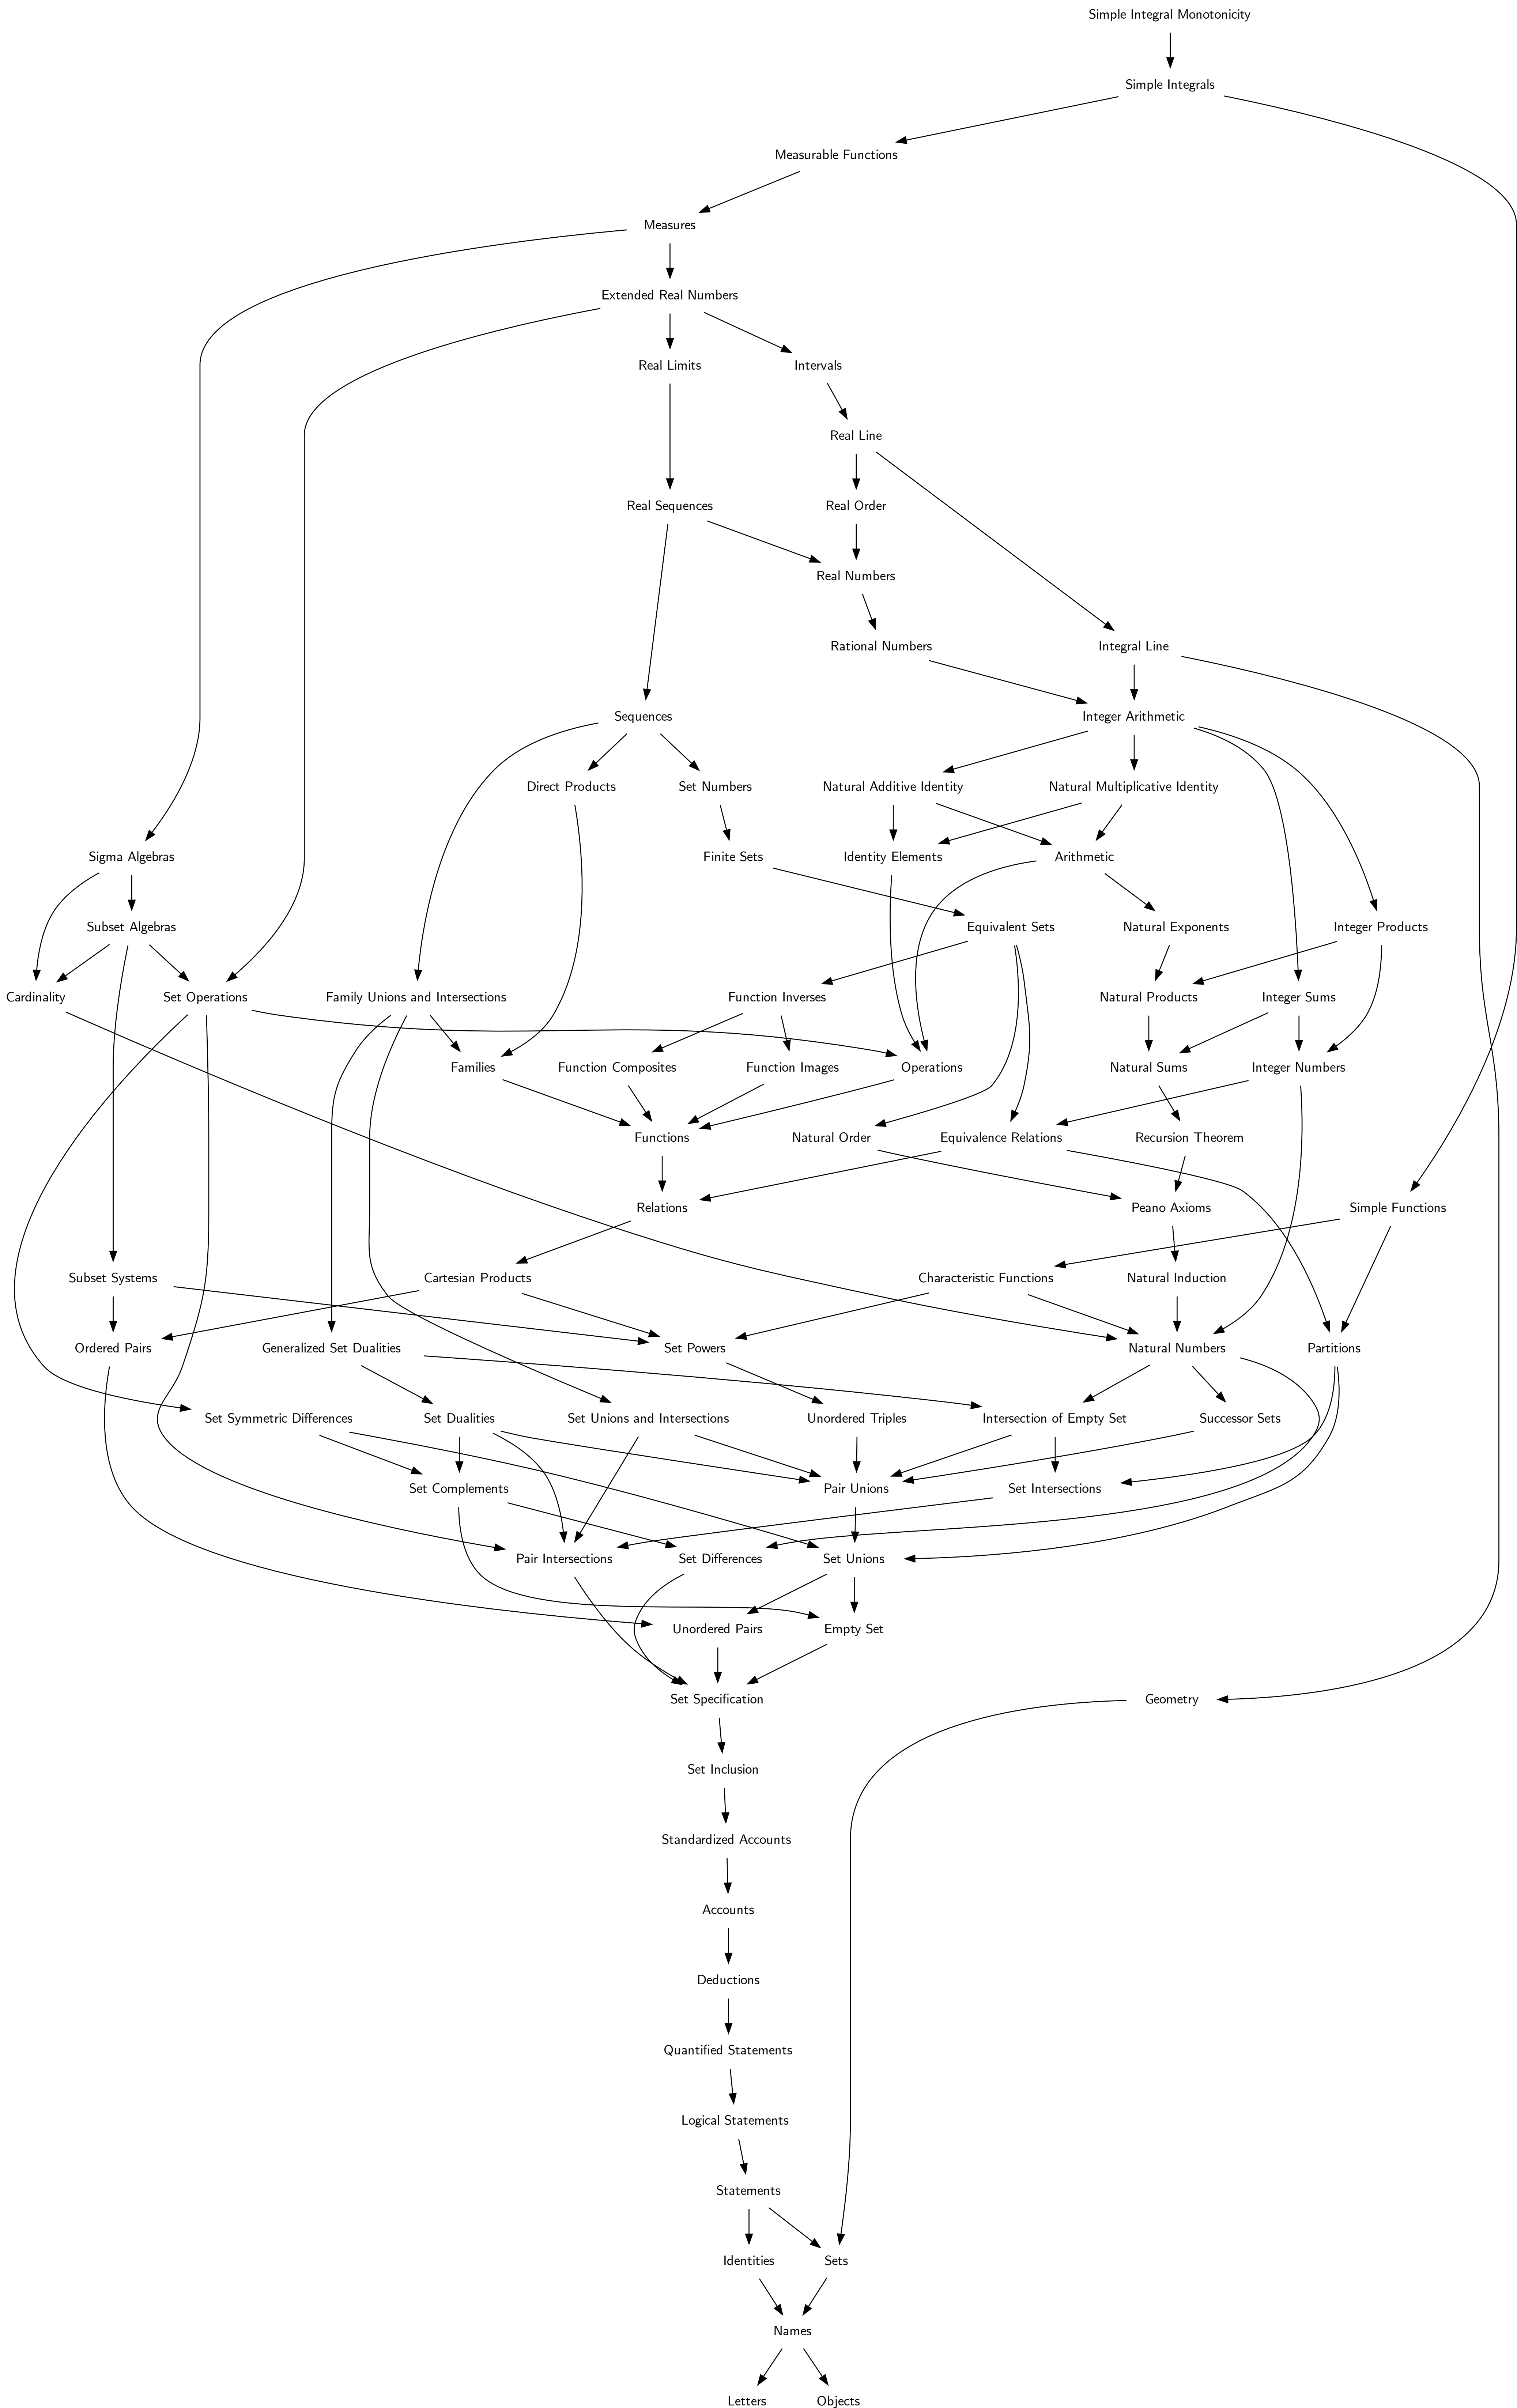 Simple Integral Monotonicity
Simple Integrals
Measurable Functions
Measures
Extended Real Numbers
Real Limits
Intervals
Real Line
Real Sequences
Real Order
Real Numbers
Rational Numbers
Integral Line
Sequences
Integer Arithmetic
Direct Products
Set Numbers
Natural Additive Identity
Natural Multiplicative Identity
Sigma Algebras
Finite Sets
Identity Elements
Arithmetic
Subset Algebras
Equivalent Sets
Natural Exponents
Integer Products
Cardinality
Set Operations
Family Unions and Intersections
Function Inverses
Natural Products
Integer Sums
Families
Function Composites
Function Images
Operations
Natural Sums
Integer Numbers
Functions
Natural Order
Equivalence Relations
Recursion Theorem
Relations
Peano Axioms
Simple Functions
Subset Systems
Cartesian Products
Characteristic Functions
Natural Induction
Ordered Pairs
Generalized Set Dualities
Set Powers
Natural Numbers
Partitions
Set Symmetric Differences
Set Dualities
Set Unions and Intersections
Unordered Triples
Intersection of Empty Set
Successor Sets
Set Complements
Pair Unions
Set Intersections
Pair Intersections
Set Differences
Set Unions
Unordered Pairs
Empty Set
Set Specification
Geometry
Set Inclusion
Standardized Accounts
Accounts
Deductions
Quantified Statements
Logical Statements
Statements
Identities
Sets
Names
Letters
Objects